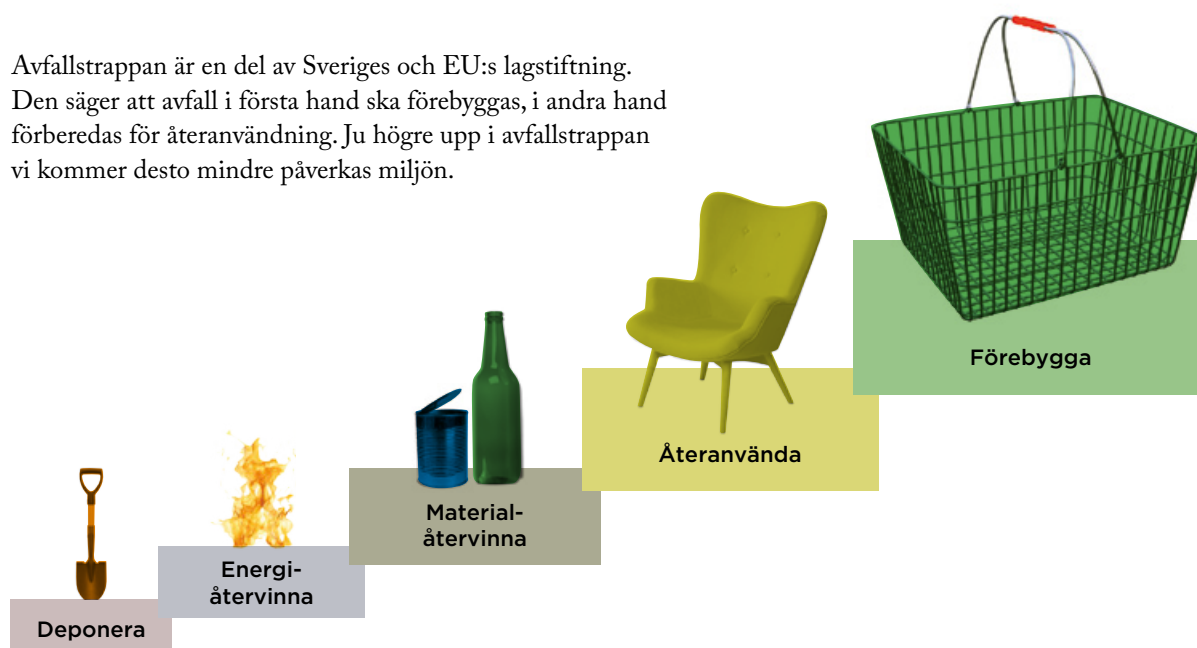 Avfallstrappan är en del av Sveriges och EU:s lagstiftning.
Den säger att avfall i första hand ska förebyggas, i andra hand
förberedas för återanvändning. Ju högre upp i avfallstrappan
vi kommer desto mindre påverkas miljön.
Förebygga
Återanvända
Material-
återvinna
Energi-
återvinna
Deponera